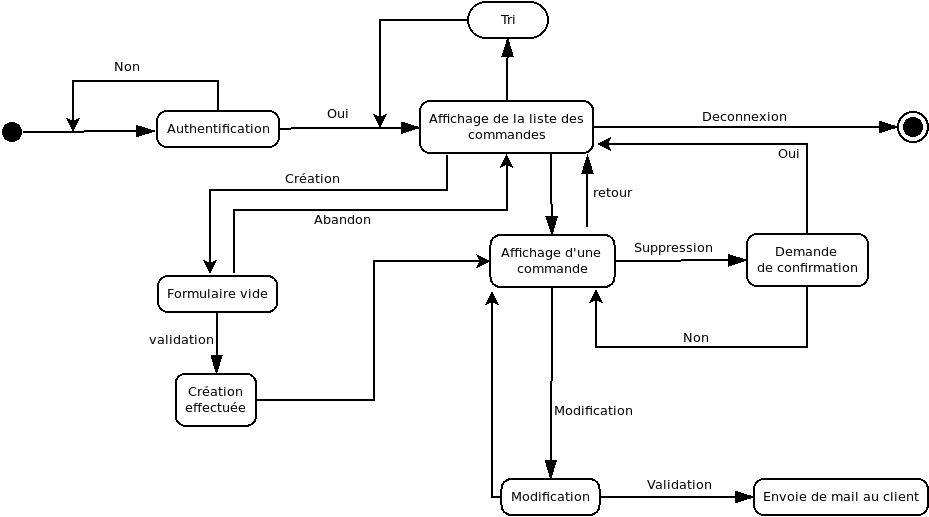 Tri
Non
Authentification
Oui
Affichage de la liste des
commandes
Deconnexion
Oui
Création
Abandon
retour
Affichage d'une
commande
Suppression
Demande
de confirmation
Formulaire vide
validation
Non
Création
effectuée
Modification
Modification
Validation
Envoie de mail au client